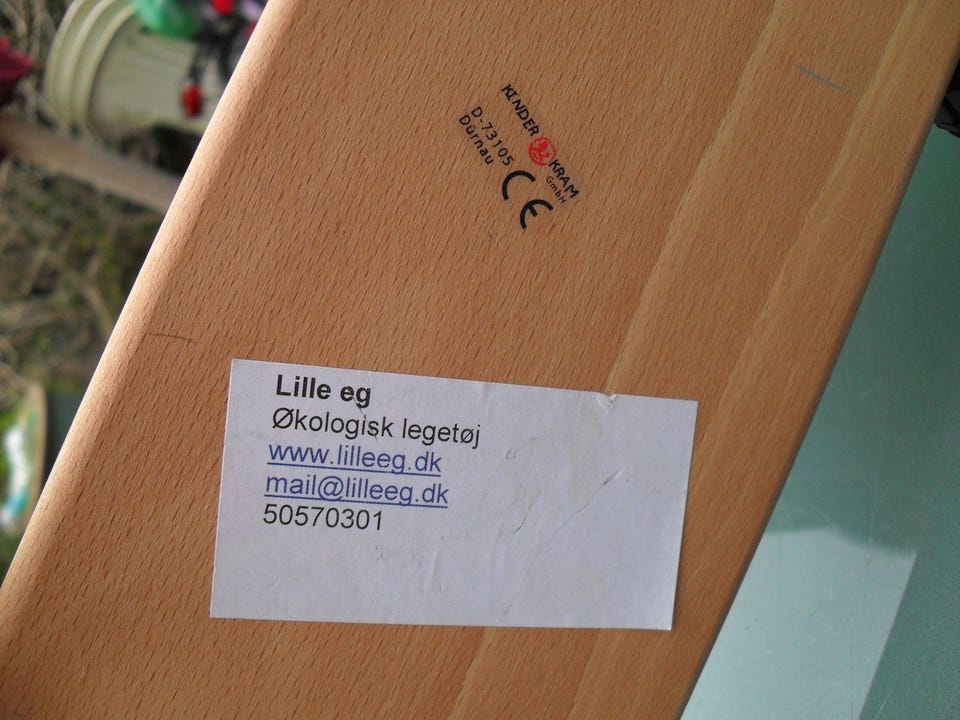 KINDER KRAM
GmbH
D-73105
Dürnau
CE
Lille eg
Økologisk legetøj
www.lilleeg.dk
mail@lilleeg.dk
50570301